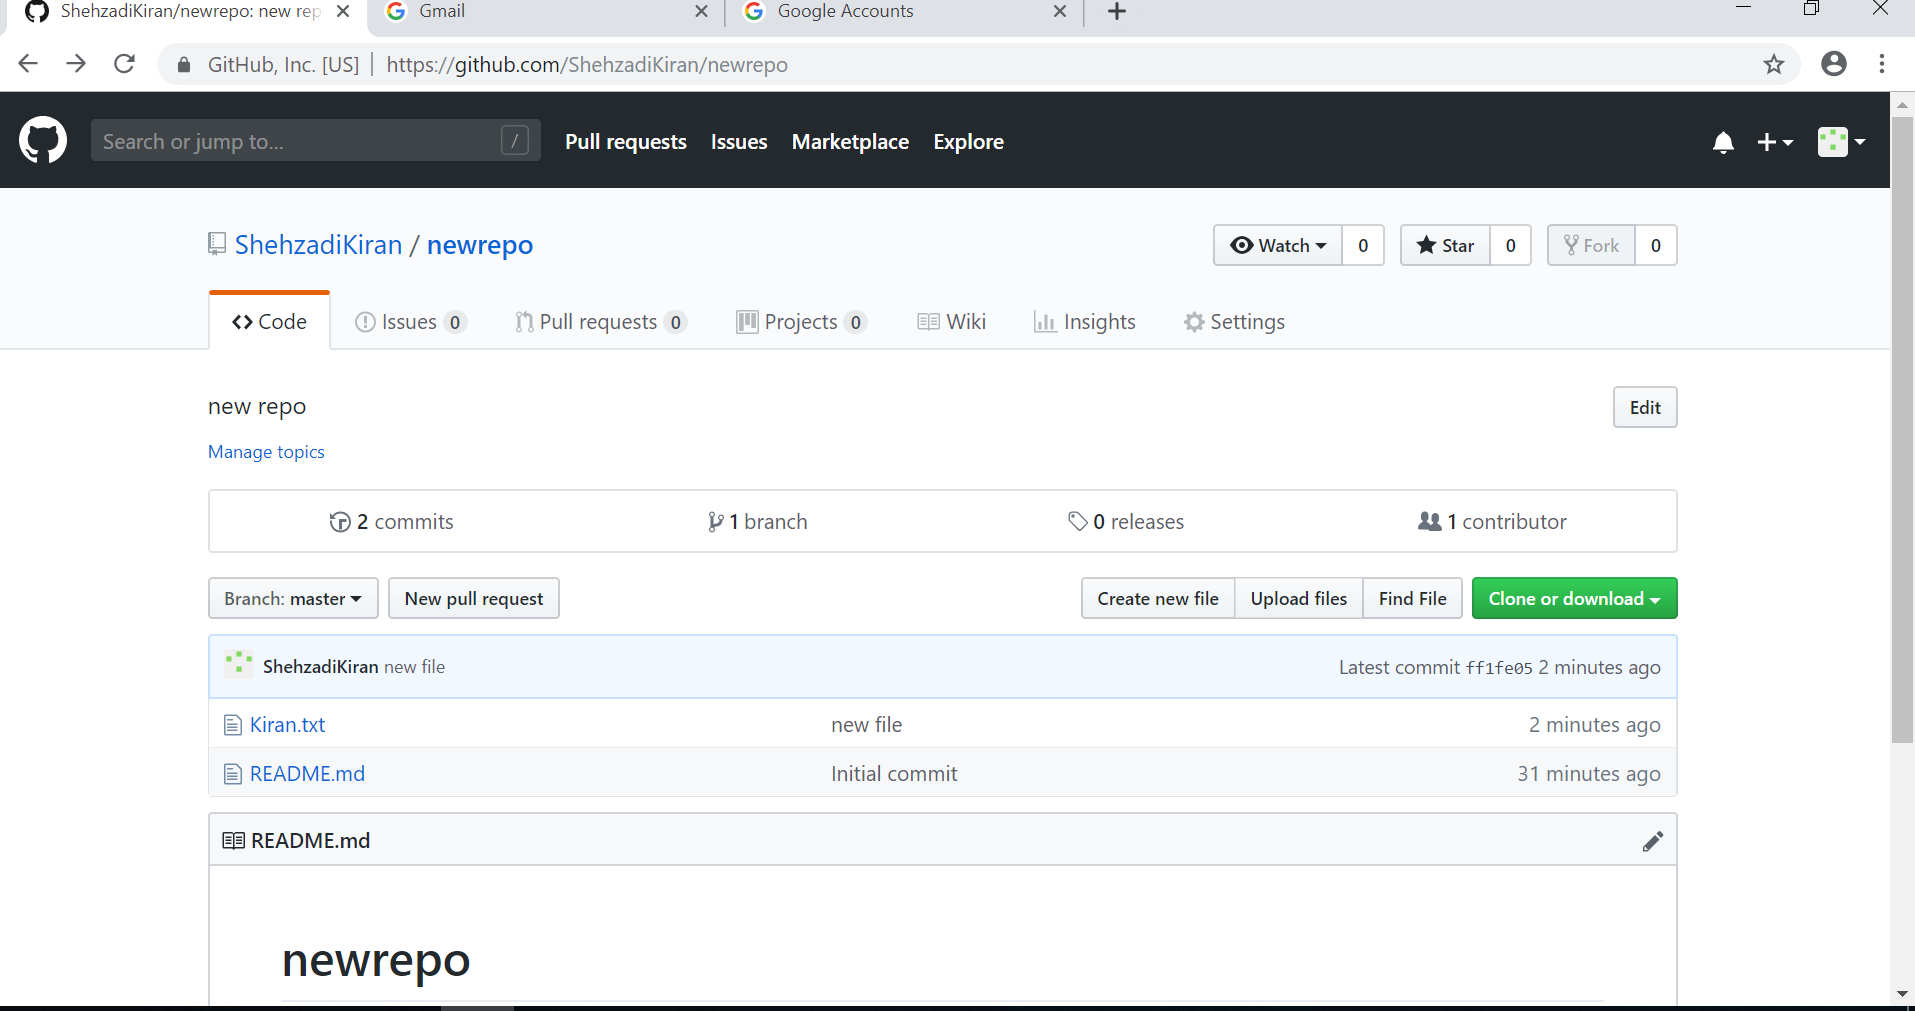 ShehzadiKiran/newrepo: new rep
Gmail
Google Accounts
GitHub, Inc. [US] | https://github.com/ShehzadiKiran/newrepo
Search or jump to... /
Pull requests Issues Marketplace Explore
ShehzadiKiran / newrepo
Watch 0 Star 0 Fork 0
Code Issues 0 Pull requests 0 Projects 0 Wiki Insights Settings
new repo
Edit
Manage topics
2 commits 1 branch 0 releases 1 contributor
Branch: master New pull request Create new file Upload files Find File Clone or download
ShehzadiKiran new file Latest commit ff1fe05 2 minutes ago
Kiran.txt new file 2 minutes ago
README.md Initial commit 31 minutes ago
README.md
newrepo